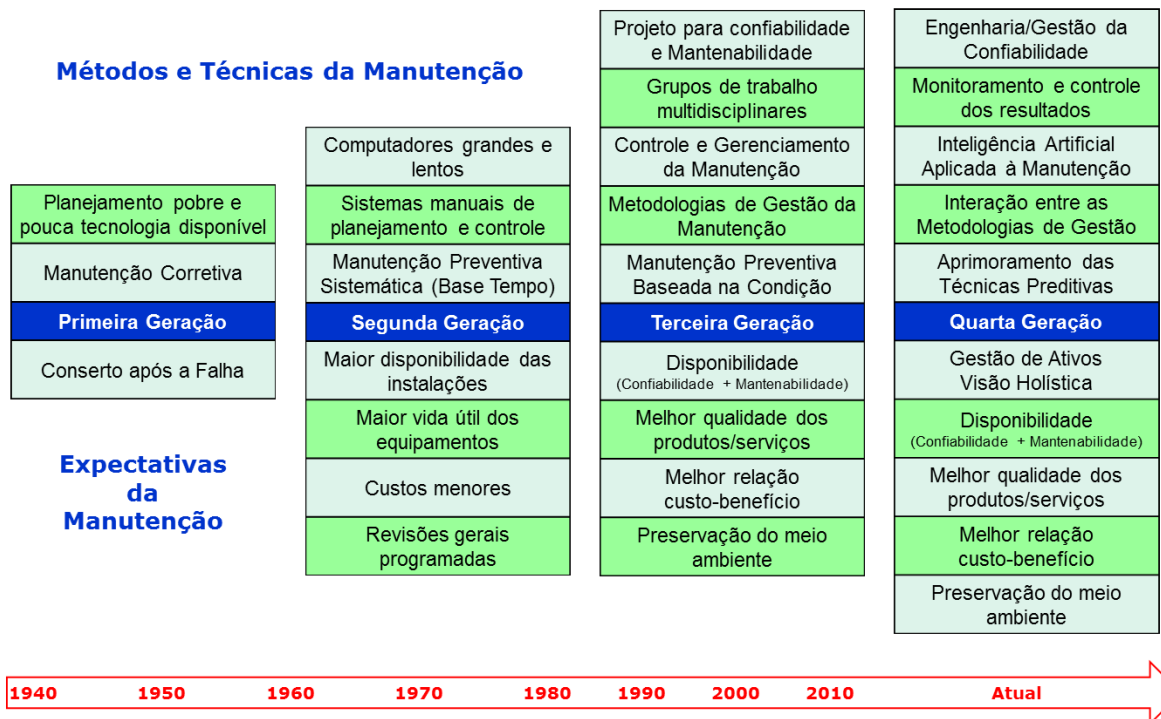 Métodos e Técnicas da Manutenção
Planejamento pobre e
pouca tecnologia disponível
Manutenção Corretiva
Primeira Geração
Conserto após a Falha
Expectativas
da
Manutenção
Computadores grandes e
lentos
Sistemas manuais de
planejamento e controle
Manutenção Preventiva
Sistemática (Base Tempo)
Segunda Geração
Maior disponibilidade das
instalações
Maior vida útil dos
equipamentos
Custos menores
Revisões gerais
programadas
Projeto para confiabilidade
e Mantenabilidade
Grupos de trabalho
multidisciplinares
Controle e Gerenciamento
da Manutenção
Metodologias de Gestão da
Manutenção
Manutenção Preventiva
Baseada na Condição
Terceira Geração
Disponibilidade
(Confiabilidade + Mantenabilidade)
Melhor qualidade dos
produtos/serviços
Melhor relação
custo-benefício
Preservação do meio
ambiente
Engenharia/Gestão da
Confiabilidade
Monitoramento e controle
dos resultados
Inteligência Artificial
Aplicada à Manutenção
Interação entre as
Metodologias de Gestão
Aprimoramento das
Técnicas Preditivas
Quarta Geração
Gestão de Ativos
Visão Holística
Disponibilidade
(Confiabilidade + Mantenabilidade)
Melhor qualidade dos
produtos/serviços
Melhor relação
custo-benefício
Preservação do meio
ambiente
1940 1950 1960 1970 1980 1990 2000 2010 Atual